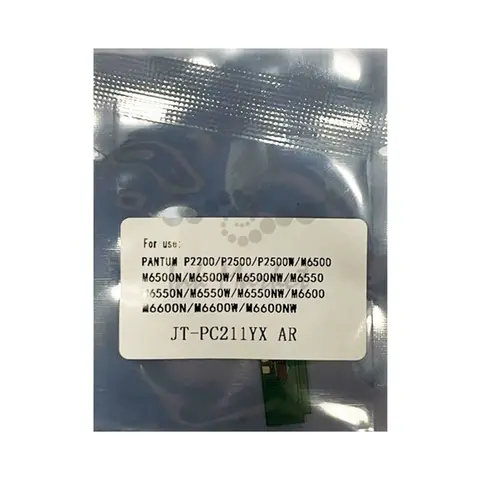 For use:
PANTUM P2200/P2500/P2500W/M6500
M6500N/M6500W/M6500NW/M6550
M6550N/M6550W/M6550NW/M6600
M6600N/M6600W/M6600NW
JT-PC211YX AR